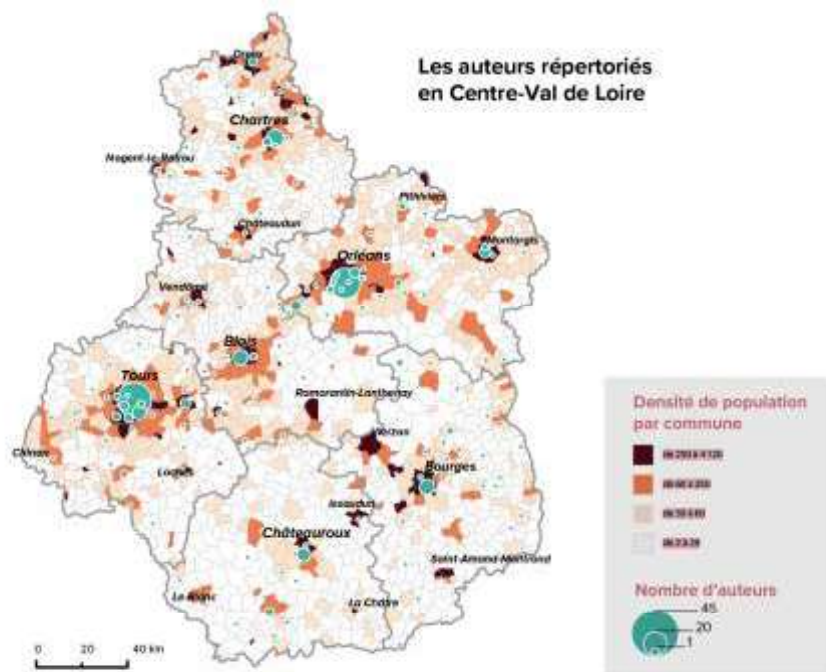 Les auteurs répertoriés
en Centre-Val de Loire
Dreux
Chartres
Nogent-le-Rotrou
Châteaudun
Pithiviers
Orléans
Montargis
Vendôme
Blois
Tours
Romorantin-Lanthenay
Chinon
Loches
Vierzon
Bourges
Issoudun
Châteauroux
Saint-Amand-Montrond
Le Blanc
La Châtre
0 20 40 km
Densité de population
par commune
Nombre d'auteurs
45
20
1